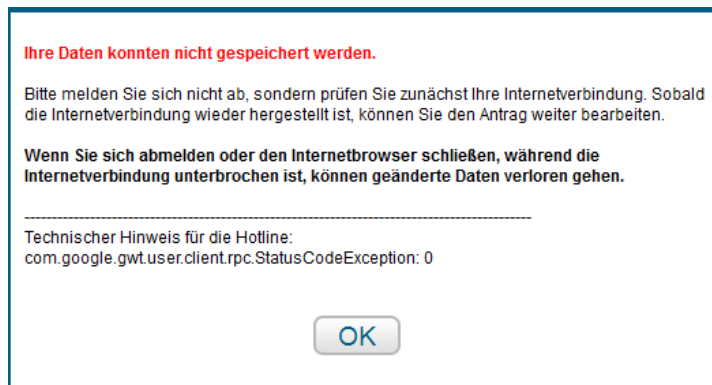 Ihre Daten konnten nicht gespeichert werden.
Bitte melden Sie sich nicht ab, sondern prüfen Sie zunächst Ihre Internetverbindung. Sobald
die Internetverbindung wieder hergestellt ist, können Sie den Antrag weiter bearbeiten.
Wenn Sie sich abmelden oder den Internetbrowser schließen, während die
Internetverbindung unterbrochen ist, können geänderte Daten verloren gehen.
--------------------------------------------------------------------------------------------
Technischer Hinweis für die Hotline:
com.google.gwt.user.client.rpc.StatusCodeException: 0
OK